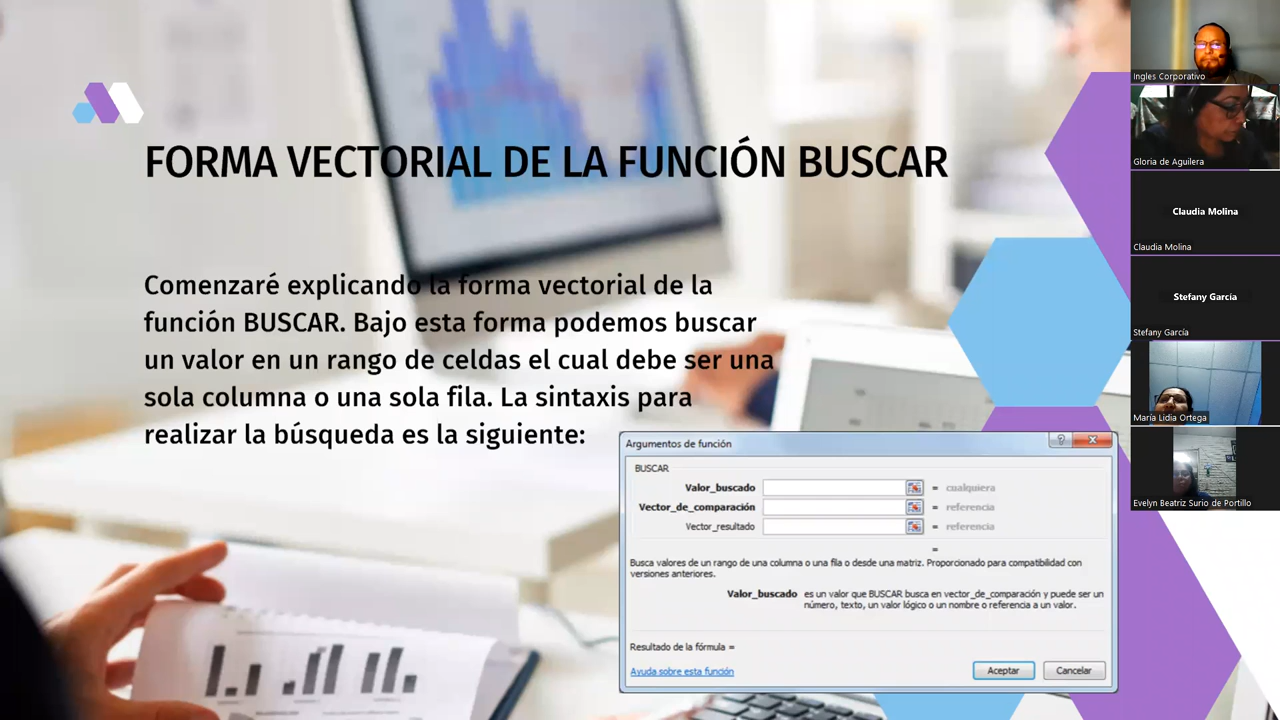 FORMA VECTORIAL DE LA FUNCIÓN BUSCAR
Comenzaré explicando la forma vectorial de la
función BUSCAR. Bajo esta forma podemos buscar
un valor en un rango de celdas el cual debe ser una
sola columna o una sola fila. La sintaxis para
realizar la búsqueda es la siguiente:
Argumentos de función
?
BUSCAR
Valor_buscado = cualquiera
Vector_de_comparación = referencia
Vector_resultado = referencia
=
Busca valores de un rango de una columna o una fila o desde una matriz. Proporcionado para compatibilidad con
versiones anteriores.
Valor_buscado es un valor que BUSCAR busca en vector_de_comparación y puede ser un
número, texto, un valor lógico o un nombre o referencia a un valor.
Resultado de la fórmula =
Ayuda sobre esta función
Aceptar
Cancelar
Ingles Corporativo
Gloria de Aguilera
Claudia Molina
Claudia Molina
Stefany García
Stefany García
María Lidia Ortega
Evelyn Beatriz Surio de Portillo